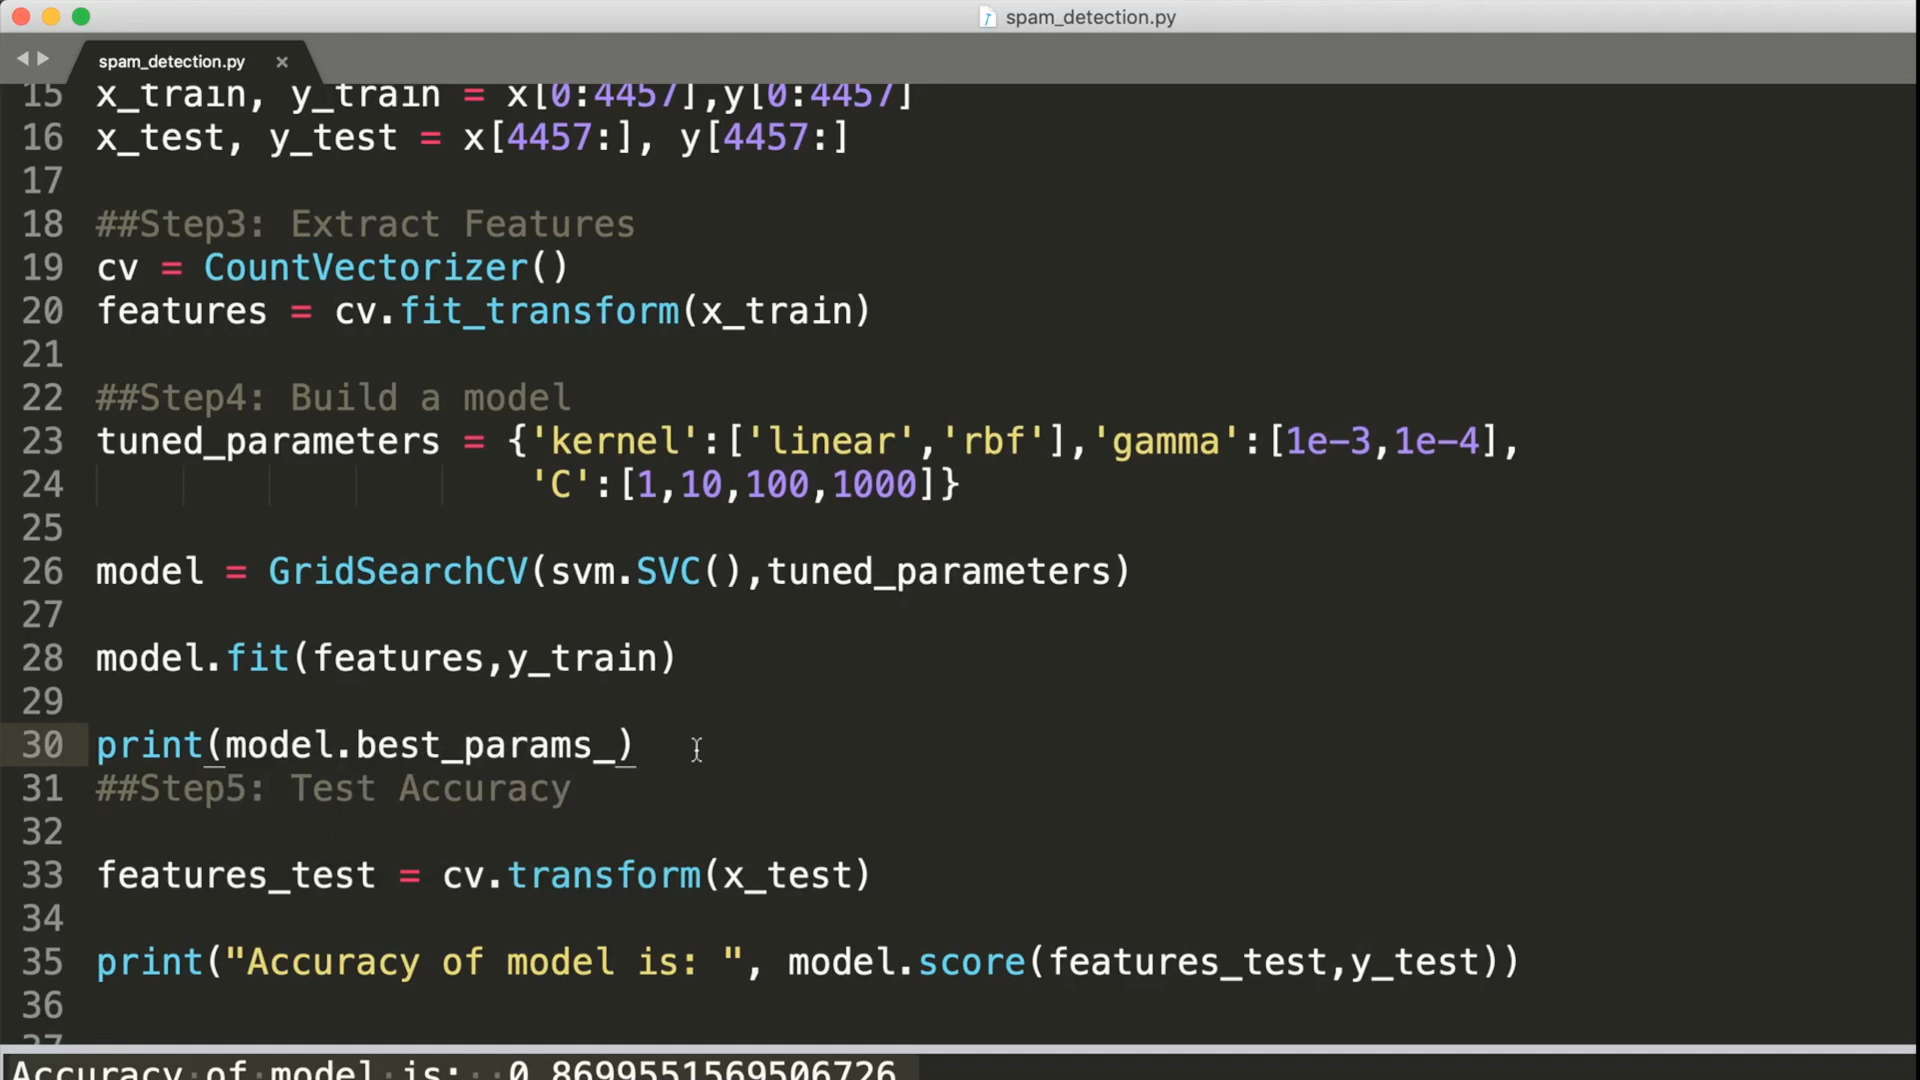 spam_detection.py
spam_detection.py
15 x_train, y_train = x[0:4457],y[0:4457]
16 x_test, y_test = x[4457:], y[4457:]
17
18 ##Step3: Extract Features
19 cv = CountVectorizer()
20 features = cv.fit_transform(x_train)
21
22 ##Step4: Build a model
23 tuned_parameters = {'kernel':['linear','rbf'],'gamma':[1e-3,1e-4],
24 'C':[1,10,100,1000]}
25
26 model = GridSearchCV(svm.SVC(),tuned_parameters)
27
28 model.fit(features,y_train)
29
30 print(model.best_params_)
31 ##Step5: Test Accuracy
32
33 features_test = cv.transform(x_test)
34
35 print("Accuracy of model is: ", model.score(features_test,y_test))
36
37
Accuracy of model is: 0.8699551569506726